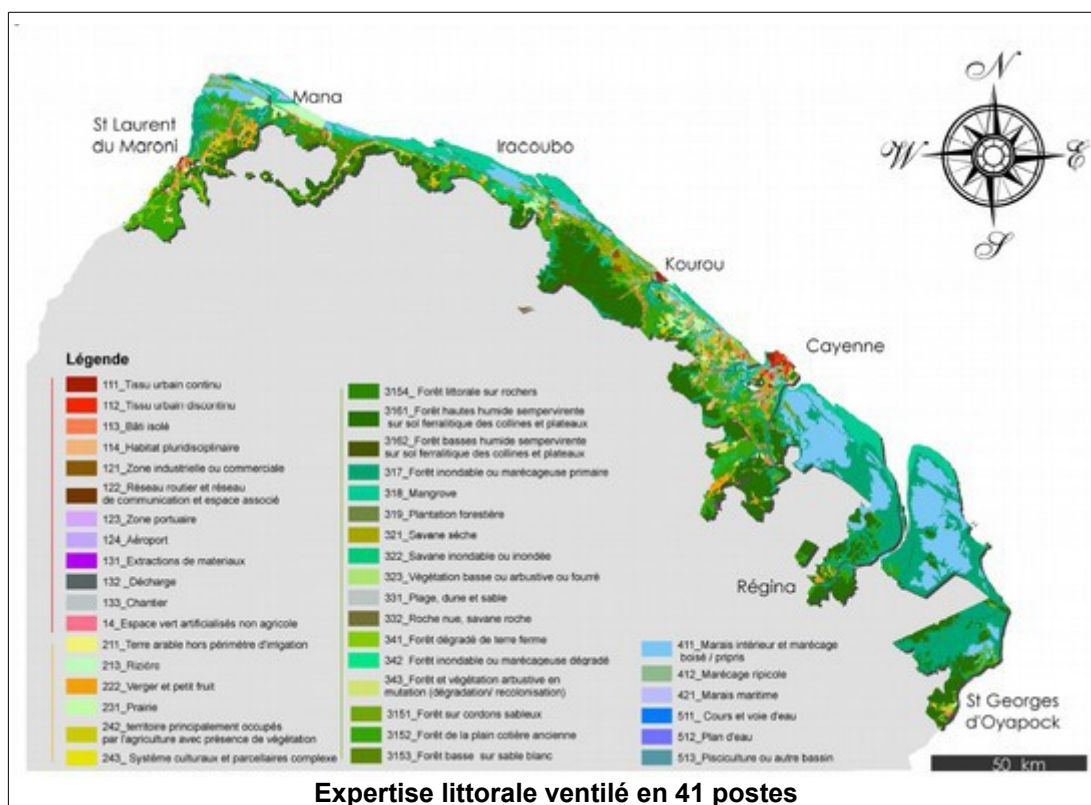 N
W
E
S
Mana
St Laurent
du Maroni
Iracoubo
Kourou
Cayenne
Régina
St Georges
d'Oyapock
50 km
Légende
111_Tissu urbain continu
112_Tissu urbain discontinu
113_Bâti isolé
114_Habitat pluridisciplinaire
121_Zone industrielle ou commerciale
122_Réseau routier et réseau
de communication et espace associé
123_Zone portuaire
124_Aéroport
131_Extractions de materiaux
132_Décharge
133_Chantier
14_Espace vert artificialisés non agricole
211_Terre arable hors périmètre d'irrigation
213_Rizière
222_Verger et petit fruit
231_Prairie
242_territoire principalement occupés
par l'agriculture avec présence de végétation
243_ Système culturaux et parcellaires complexe
3154_ Forêt littorale sur rochers
3161_Forêt hautes humide sempervirente
sur sol ferralitique des collines et plateaux
3162_Forêt basses humide sempervirente
sur sol ferralitique des collines et plateaux
317_Forêt inondable ou marécageuse primaire
318_Mangrove
319_Plantation forestière
321_Savane sèche
322_Savane inondable ou inondée
323_Végétation basse ou arbustive ou fourré
331_Plage, dune et sable
332_Roche nue, savane roche
341_Forêt dégradé de terre ferme
342 Forêt inondable ou marécageuse dégradé
343_Forêt et végétation arbustive en
mutation (dégradation/ recolonisation)
3151_Forêt sur cordons sableux
3152_Forêt de la plain cotière ancienne
3153_Forêt basse sur sable blanc
411_Marais intérieur et marécage
boisé / pripris
412_Marécage ripicole
421_Marais maritime
511_ Cours et voie d'eau
512_Plan d'eau
513_Pisciculture ou autre bassin
Expertise littorale ventilé en 41 postes